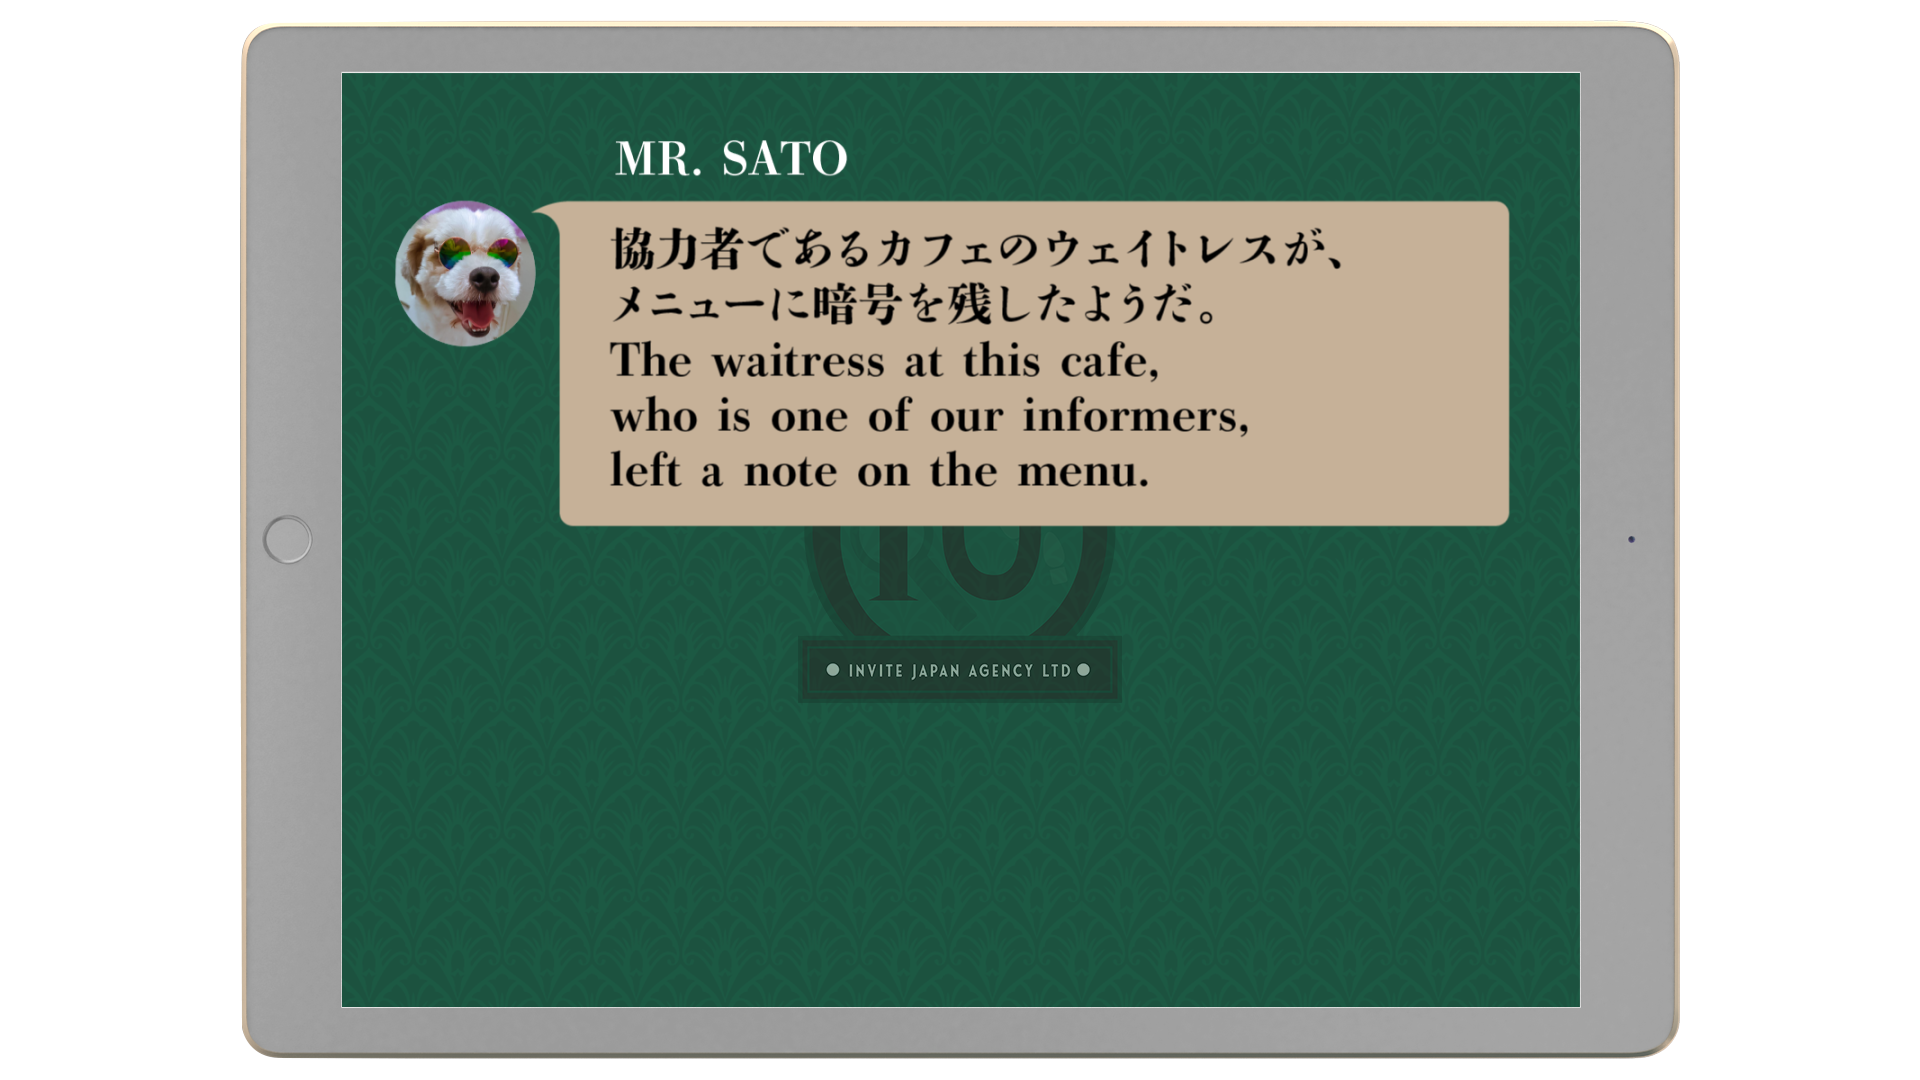 MR. SATO
協力者であるカフェのウェイトレスが、
メニューに暗号を残したようだ。
The waitress at this cafe,
who is one of our informers,
left a note on the menu.
INVITE JAPAN AGENCY LTD